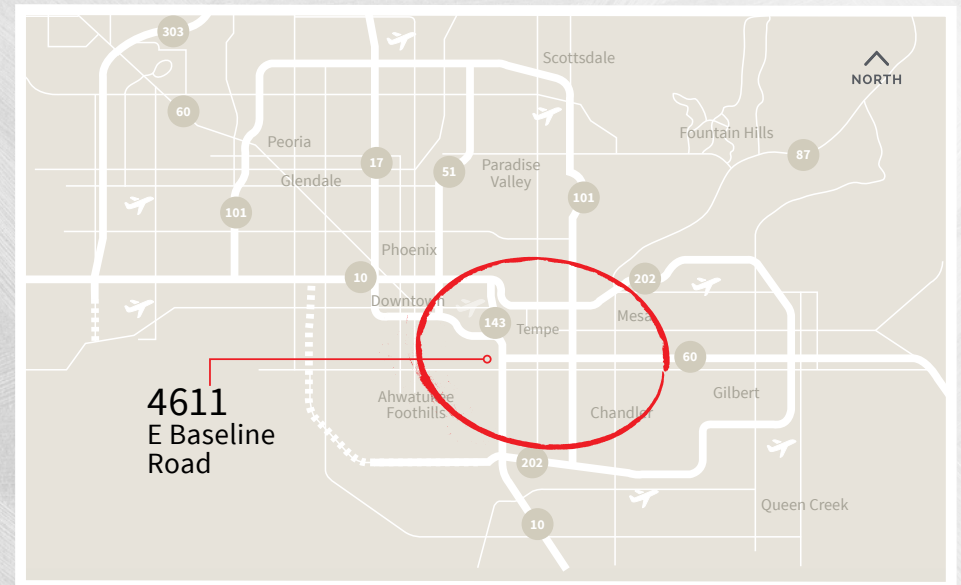 303
Scottsdale
NORTH
60
Fountain Hills
Peoria
87
17
Paradise
Valley
51
Glendale
101
101
Phoenix
10
202
Downtown
Mesa
143
Tempe
60
4611
E Baseline
Road
Ahwatukee
Foothills
Gilbert
Chandler
202
Queen Creek
10